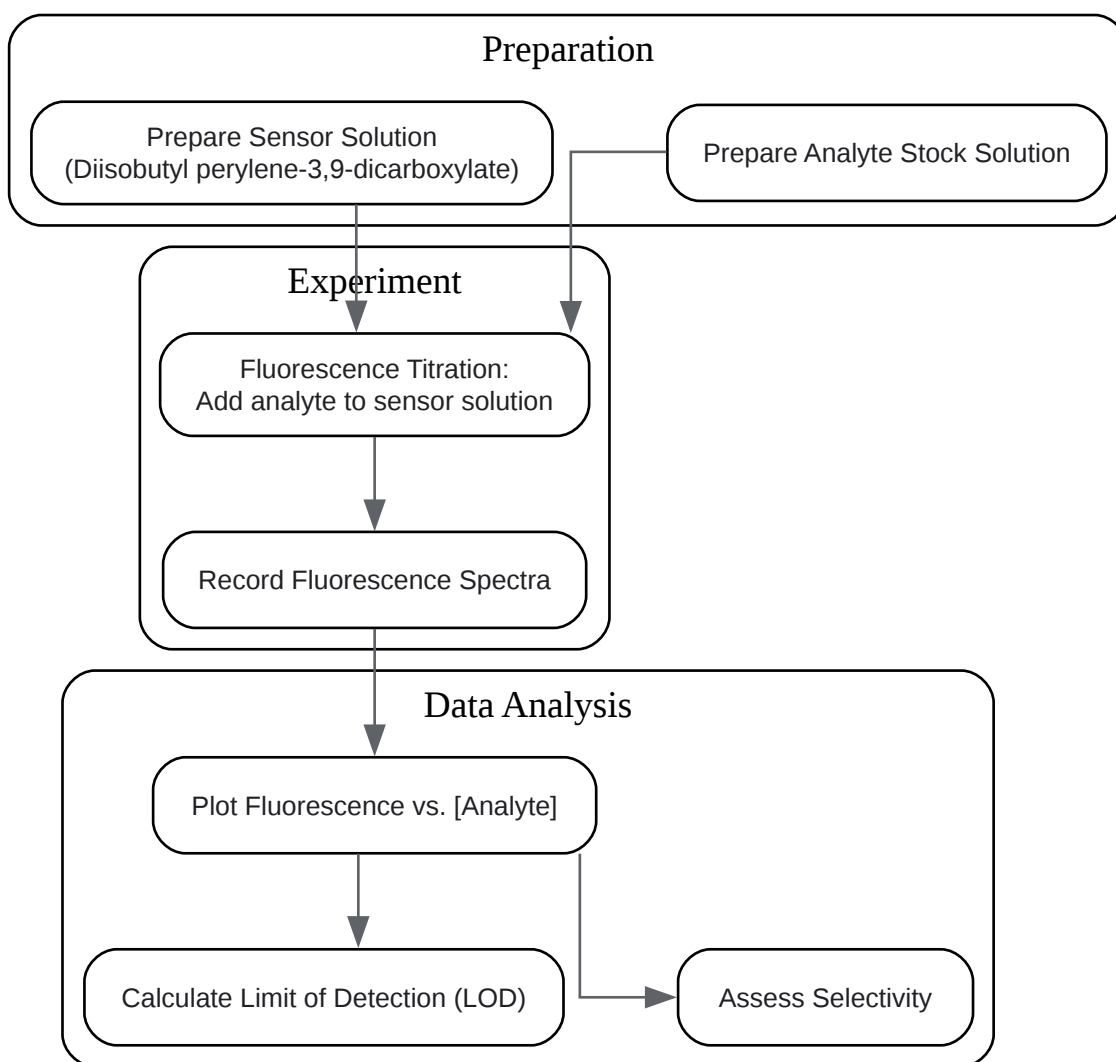 Preparation
Prepare Sensor Solution
(Diisobutyl perylene-3,9-dicarboxylate)
Prepare Analyte Stock Solution
Experiment
Fluorescence Titration:
Add analyte to sensor solution
Record Fluorescence Spectra
Data Analysis
Plot Fluorescence vs. [Analyte]
Calculate Limit of Detection (LOD)
Assess Selectivity